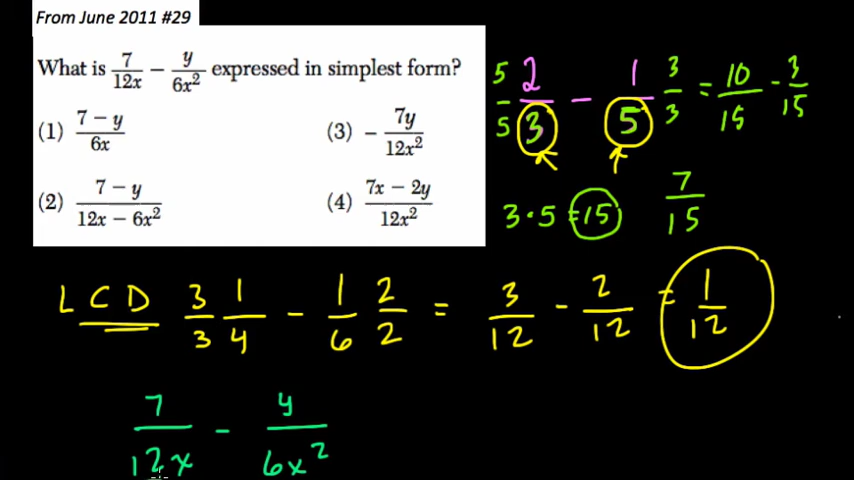 From June 2011 #29
What is 7/12x − y/6x² expressed in simplest form?
(1) 7 − y/6x
(3) − 7y/12x²
(2) 7 − y/12x − 6x²
(4) 7x − 2y/12x²
5/5 2/3 − 1/5 3/3 = 10/15 - 3/15
3·5 = 15
7/15
LCD 3/3 1/4 − 1/6 2/2 = 3/12 − 2/12 = 1/12
7/12x − y/6x²